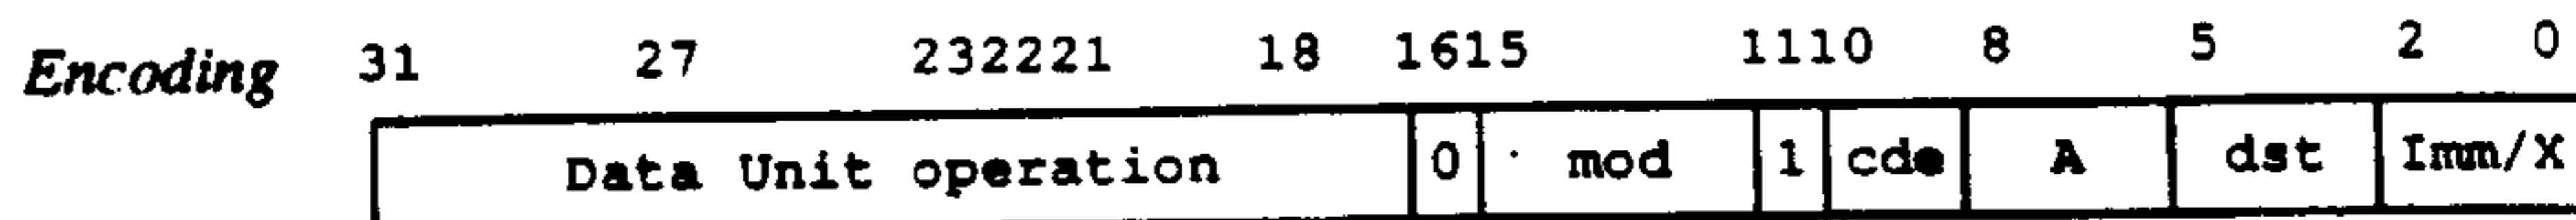 Encoding 31 27 232221 18 1615 1110 8 5 2 0
Data Unit operation 0 mod 1 cde A dst Imm/X